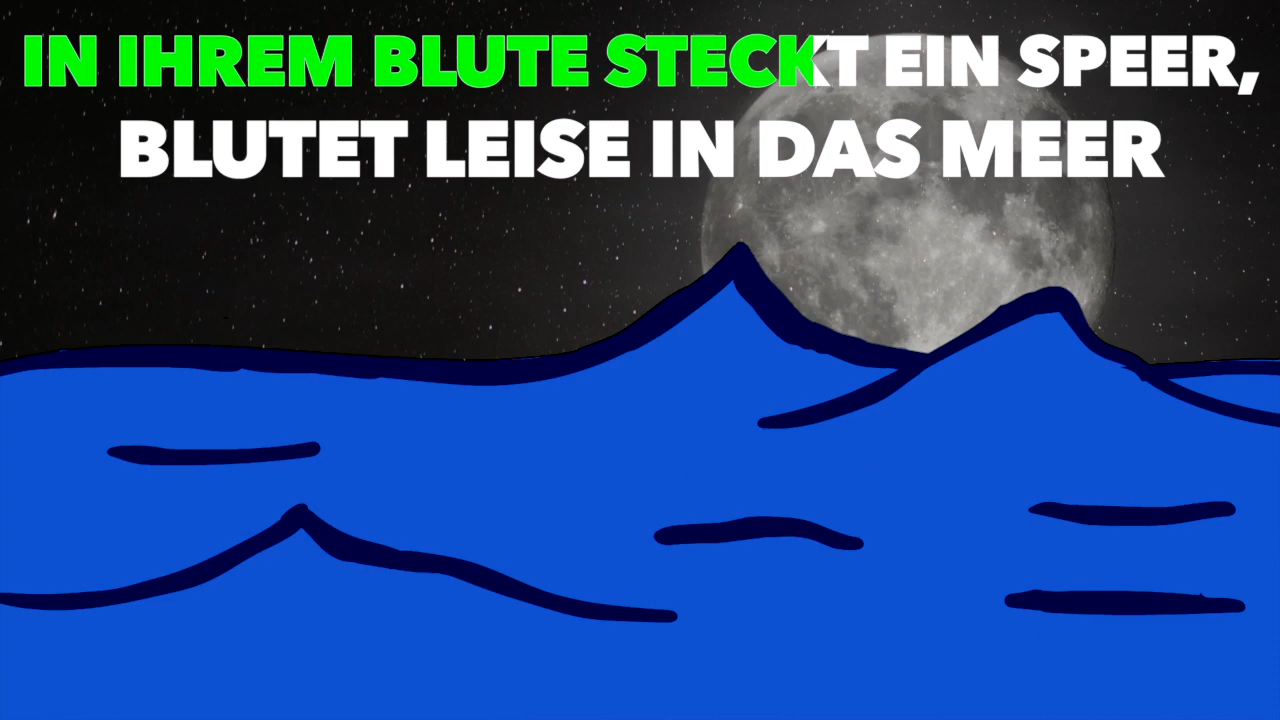 IN IHREM BLUTE STECKT EIN SPEER,
BLUTET LEISE IN DAS MEER